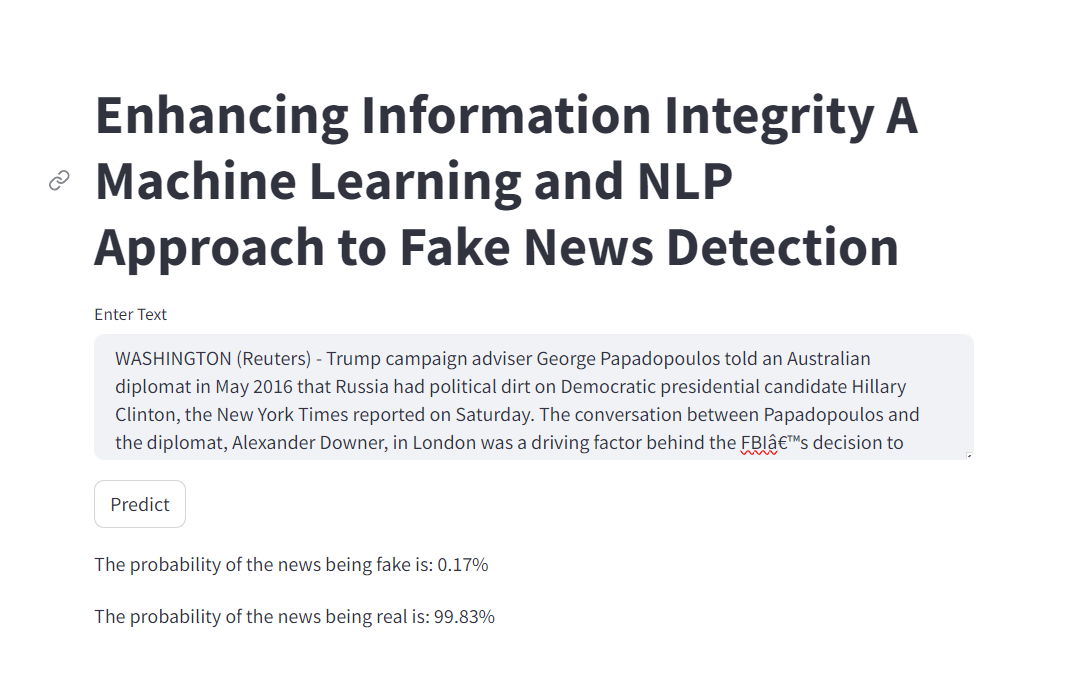 Enhancing Information Integrity A
Machine Learning and NLP
Approach to Fake News Detection
Enter Text
WASHINGTON (Reuters) - Trump campaign adviser George Papadopoulos told an Australian
diplomat in May 2016 that Russia had political dirt on Democratic presidential candidate Hillary
Clinton, the New York Times reported on Saturday. The conversation between Papadopoulos and
the diplomat, Alexander Downer, in London was a driving factor behind the FBIâ€™s decision to
Predict
The probability of the news being fake is: 0.17%
The probability of the news being real is: 99.83%